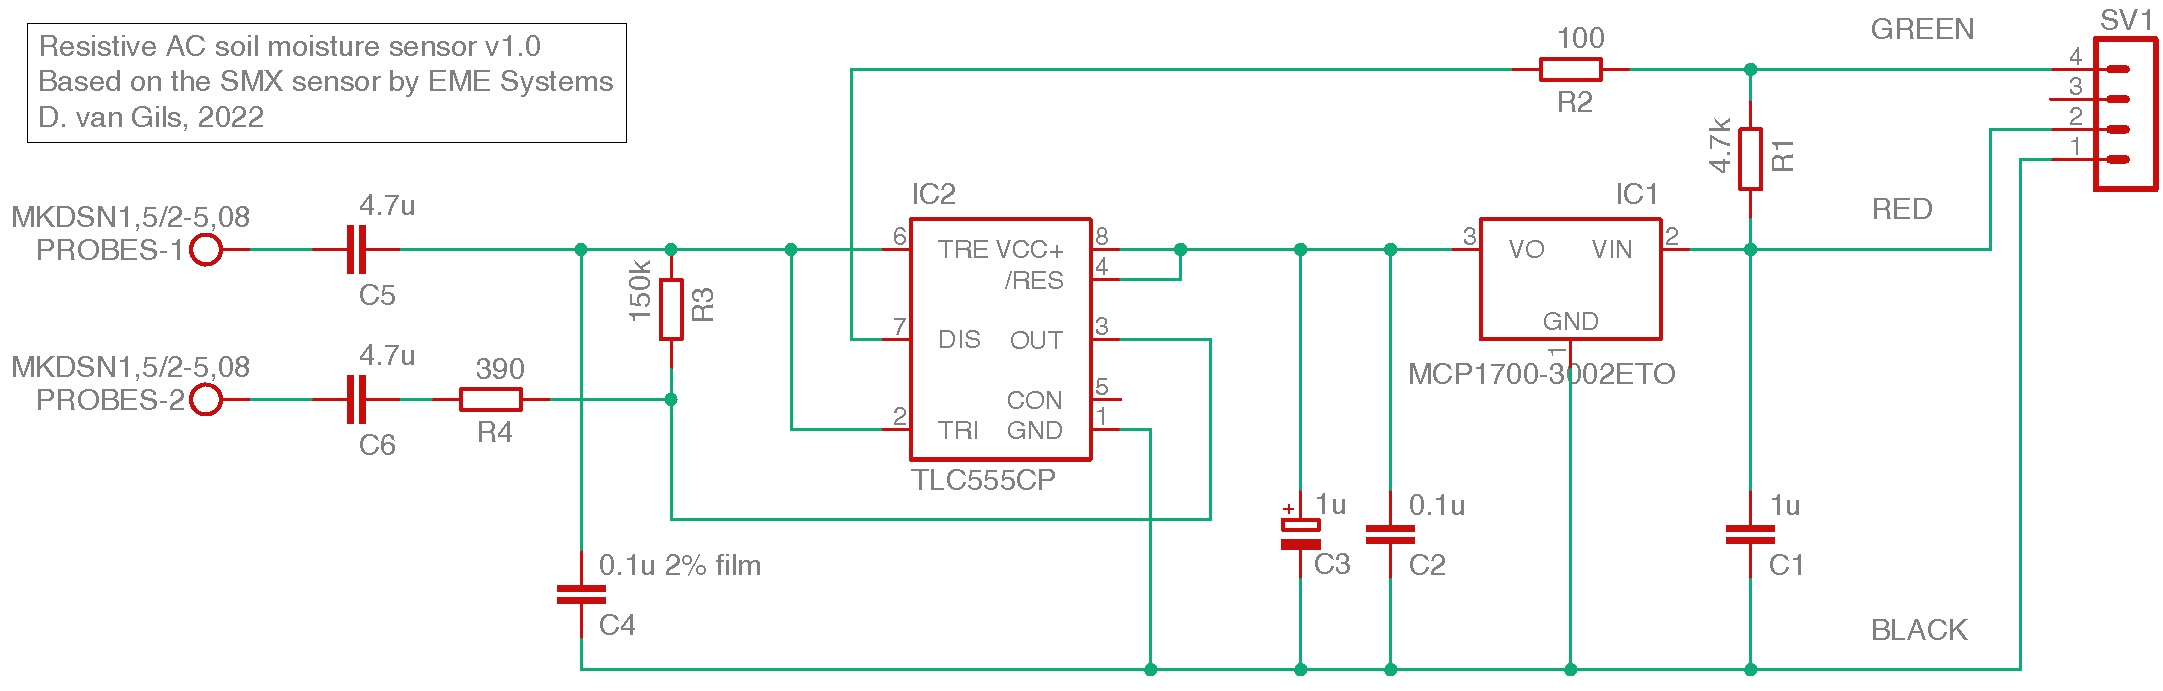 Resistive AC soil moisture sensor v1.0
Based on the SMX sensor by EME Systems
D. van Gils, 2022
GREEN
SV1
100
R2
4
3
2
1
4.7k
R1
RED
MKDSN1,5/2-5,08
PROBES-1
4.7u
C5
IC2
6
TRE
VCC+
8
/RES
4
7
DIS
OUT
3
CON
5
2
TRI
GND
1
TLC555CP
150k
R3
IC1
3
VO
VIN
2
GND
1
MCP1700-3002ETO
MKDSN1,5/2-5,08
PROBES-2
4.7u
C6
390
R4
+
1u
C3
0.1u
C2
1u
C1
0.1u 2% film
C4
BLACK